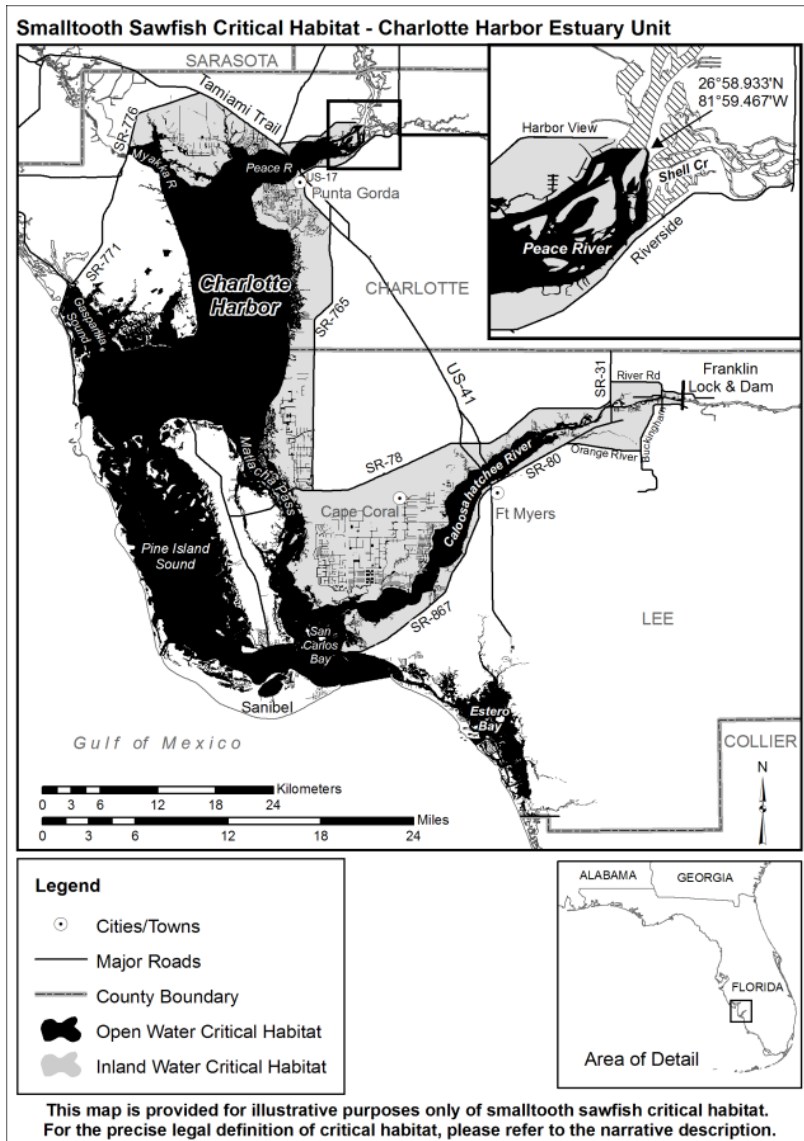 Smalltooth Sawfish Critical Habitat - Charlotte Harbor Estuary Unit
SARASOTA
Tamiami Trail
SR-776
Myakka R
Peace R
US-17
Punta Gorda
SR-771
Charlotte
Harbor
CHARLOTTE
Gasparilla
Sound
SR-765
US-41
26°58.933'N
81°59.467'W
Harbor View
Shell Cr
Peace River
Riverside
SR-31
Franklin
Lock & Dam
River Rd
Buckingham
Orange River
SR-80
SR-78
Matlacha Pass
Cape Coral
Caloosahatchee River
Ft Myers
Pine Island
Sound
SR-867
San
Carlos
Bay
LEE
Sanibel
Estero
Bay
Gulf of Mexico
COLLIER
N
Kilometers
0 3 6 12 18 24
Miles
0 3 6 12 18 24
Legend
Cities/Towns
Major Roads
County Boundary
Open Water Critical Habitat
Inland Water Critical Habitat
ALABAMA
GEORGIA
FLORIDA
Area of Detail
This map is provided for illustrative purposes only of smalltooth sawfish critical habitat.
For the precise legal definition of critical habitat, please refer to the narrative description.